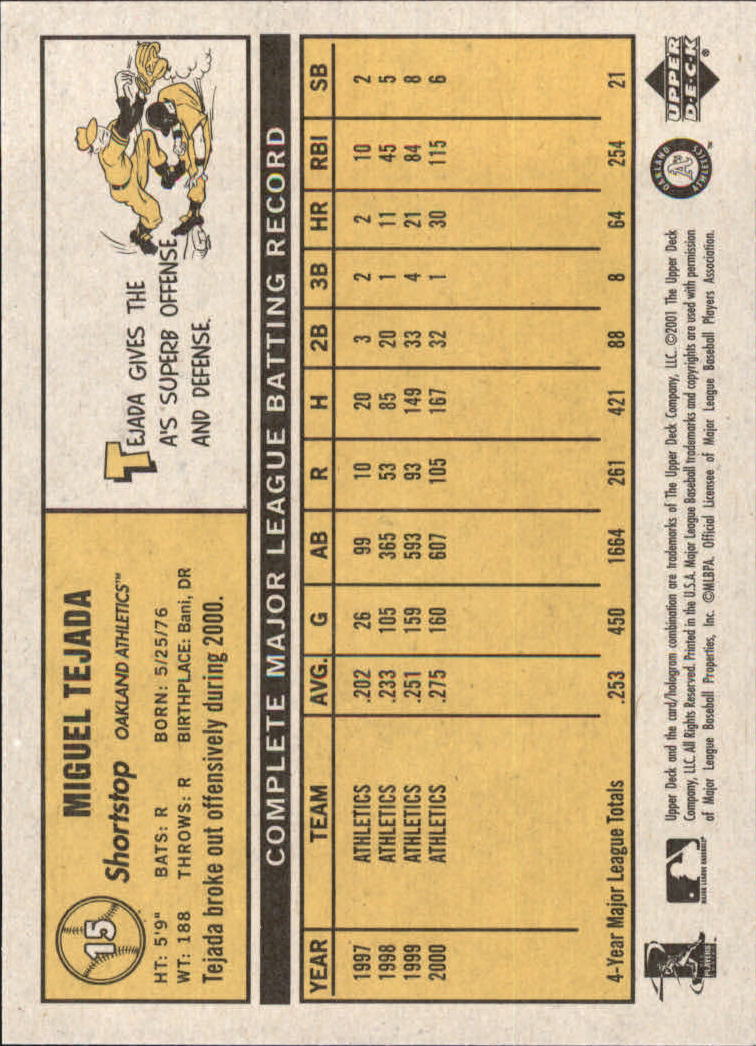 15
MIGUEL TEJADA
Shortstop OAKLAND ATHLETICS™
HT: 5'9" BATS: R BORN: 5/25/76
WT: 188 THROWS: R BIRTHPLACE: Bani, DR
Tejada broke out offensively during 2000.
TEJADA GIVES THE
A'S SUPERB OFFENSE
AND DEFENSE.
COMPLETE MAJOR LEAGUE BATTING RECORD
YEAR TEAM AVG. G AB R H 2B 3B HR RBI SB
1997 ATHLETICS .202 26 99 10 20 3 2 2 10 2
1998 ATHLETICS .233 105 365 53 85 20 1 11 45 5
1999 ATHLETICS .251 159 593 93 149 33 4 21 84 8
2000 ATHLETICS .275 160 607 105 167 32 1 30 115 6
4-Year Major League Totals .253 450 1664 261 421 88 8 64 254 21
PLAYERS
MAJOR LEAGUE BASEBALL®
Upper Deck and the card/hologram combination are trademarks of The Upper Deck Company, LLC. ©2001 The Upper Deck
Company, LLC. All Rights Reserved. Printed in the U.S.A. Major League Baseball trademarks and copyrights are used with permission
of Major League Baseball Properties, Inc. ©MLBPA. Official Licensee of Major League Baseball Players Association.
OAKLAND
A's
ATHLETICS
™
UPPER
DECK
®